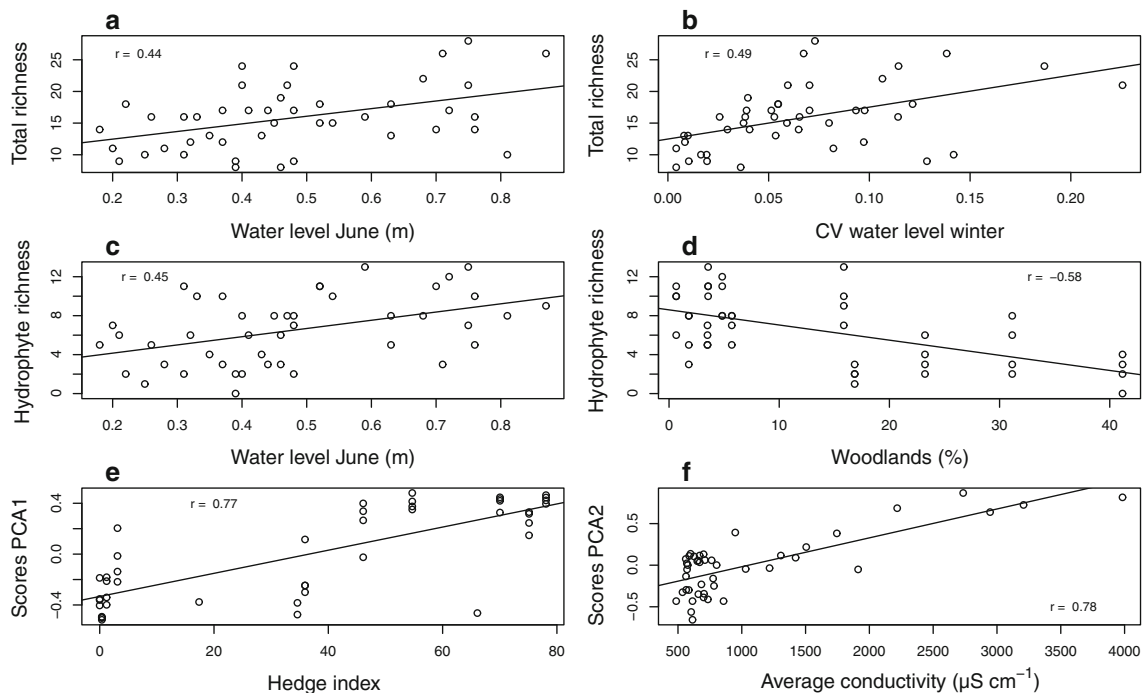 a
Total richness
10 15 20 25
r = 0.44
0.2 0.3 0.4 0.5 0.6 0.7 0.8
Water level June (m)
b
Total richness
10 15 20 25
r = 0.49
0.00 0.05 0.10 0.15 0.20
CV water level winter
c
Hydrophyte richness
0 4 8 12
r = 0.45
0.2 0.3 0.4 0.5 0.6 0.7 0.8
Water level June (m)
d
Hydrophyte richness
0 4 8 12
r = −0.58
0 10 20 30 40
Woodlands (%)
e
Scores PCA1
−0.4 0.0 0.4
r = 0.77
0 20 40 60 80
Hedge index
f
Scores PCA2
−0.5 0.0 0.5
r = 0.78
500 1000 1500 2000 2500 3000 3500 4000
Average conductivity (µS cm⁻¹)